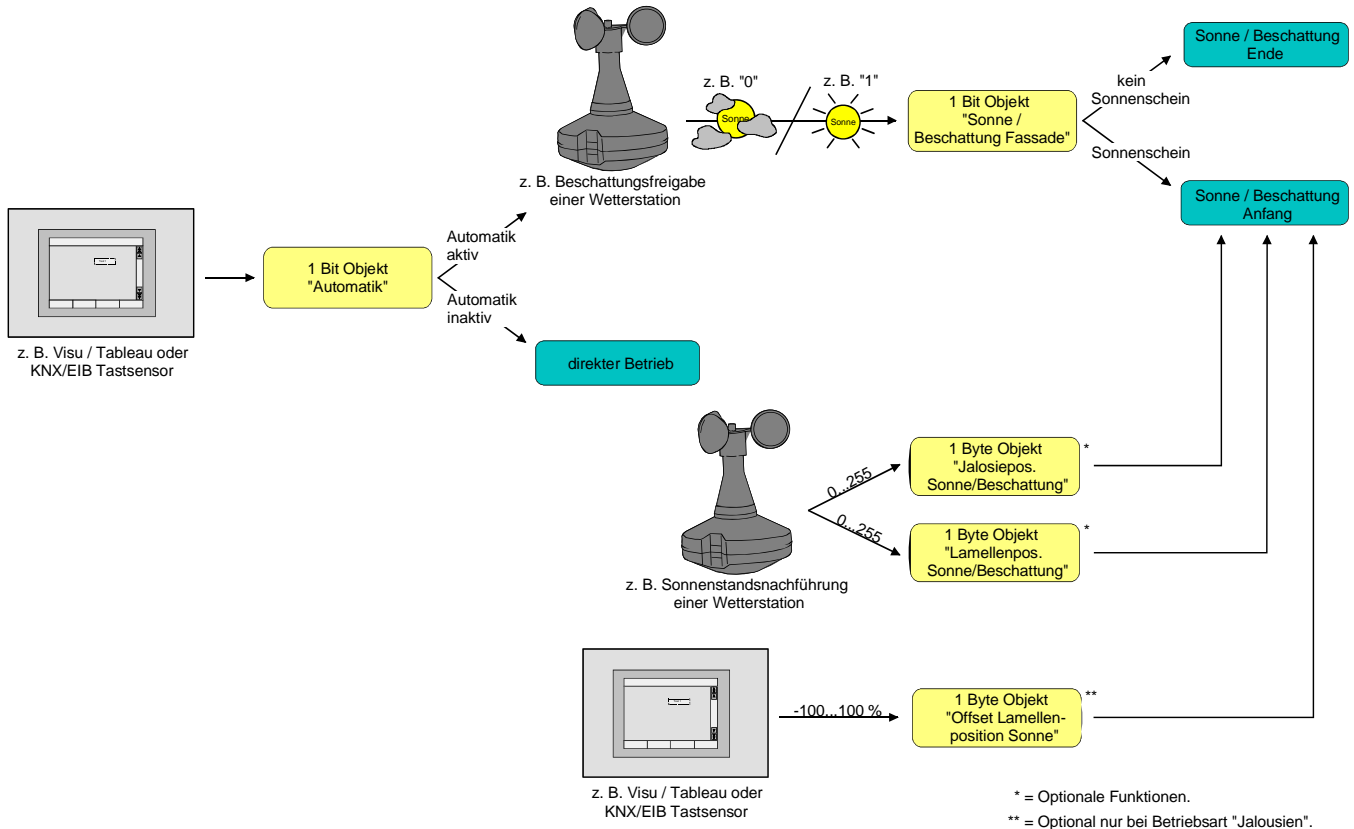 z. B. "0"
z. B. "1"
Sonne
Sonne
1 Bit Objekt
"Sonne /
Beschattung Fassade"
kein
Sonnenschein
Sonnenschein
Sonne / Beschattung
Ende
Sonne / Beschattung
Anfang
z. B. Beschattungsfreigabe
einer Wetterstation
z. B. Visu / Tableau oder
KNX/EIB Tastsensor
1 Bit Objekt
"Automatik"
Automatik
aktiv
Automatik
inaktiv
direkter Betrieb
z. B. Sonnenstandsnachführung
einer Wetterstation
0...255
0...255
1 Byte Objekt
"Jalosiepos.
Sonne/Beschattung"
*
1 Byte Objekt
"Lamellenpos.
Sonne/Beschattung"
*
z. B. Visu / Tableau oder
KNX/EIB Tastsensor
-100...100 %
1 Byte Objekt
"Offset Lamellen-
position Sonne"
**
* = Optionale Funktionen.
** = Optional nur bei Betriebsart "Jalousien".